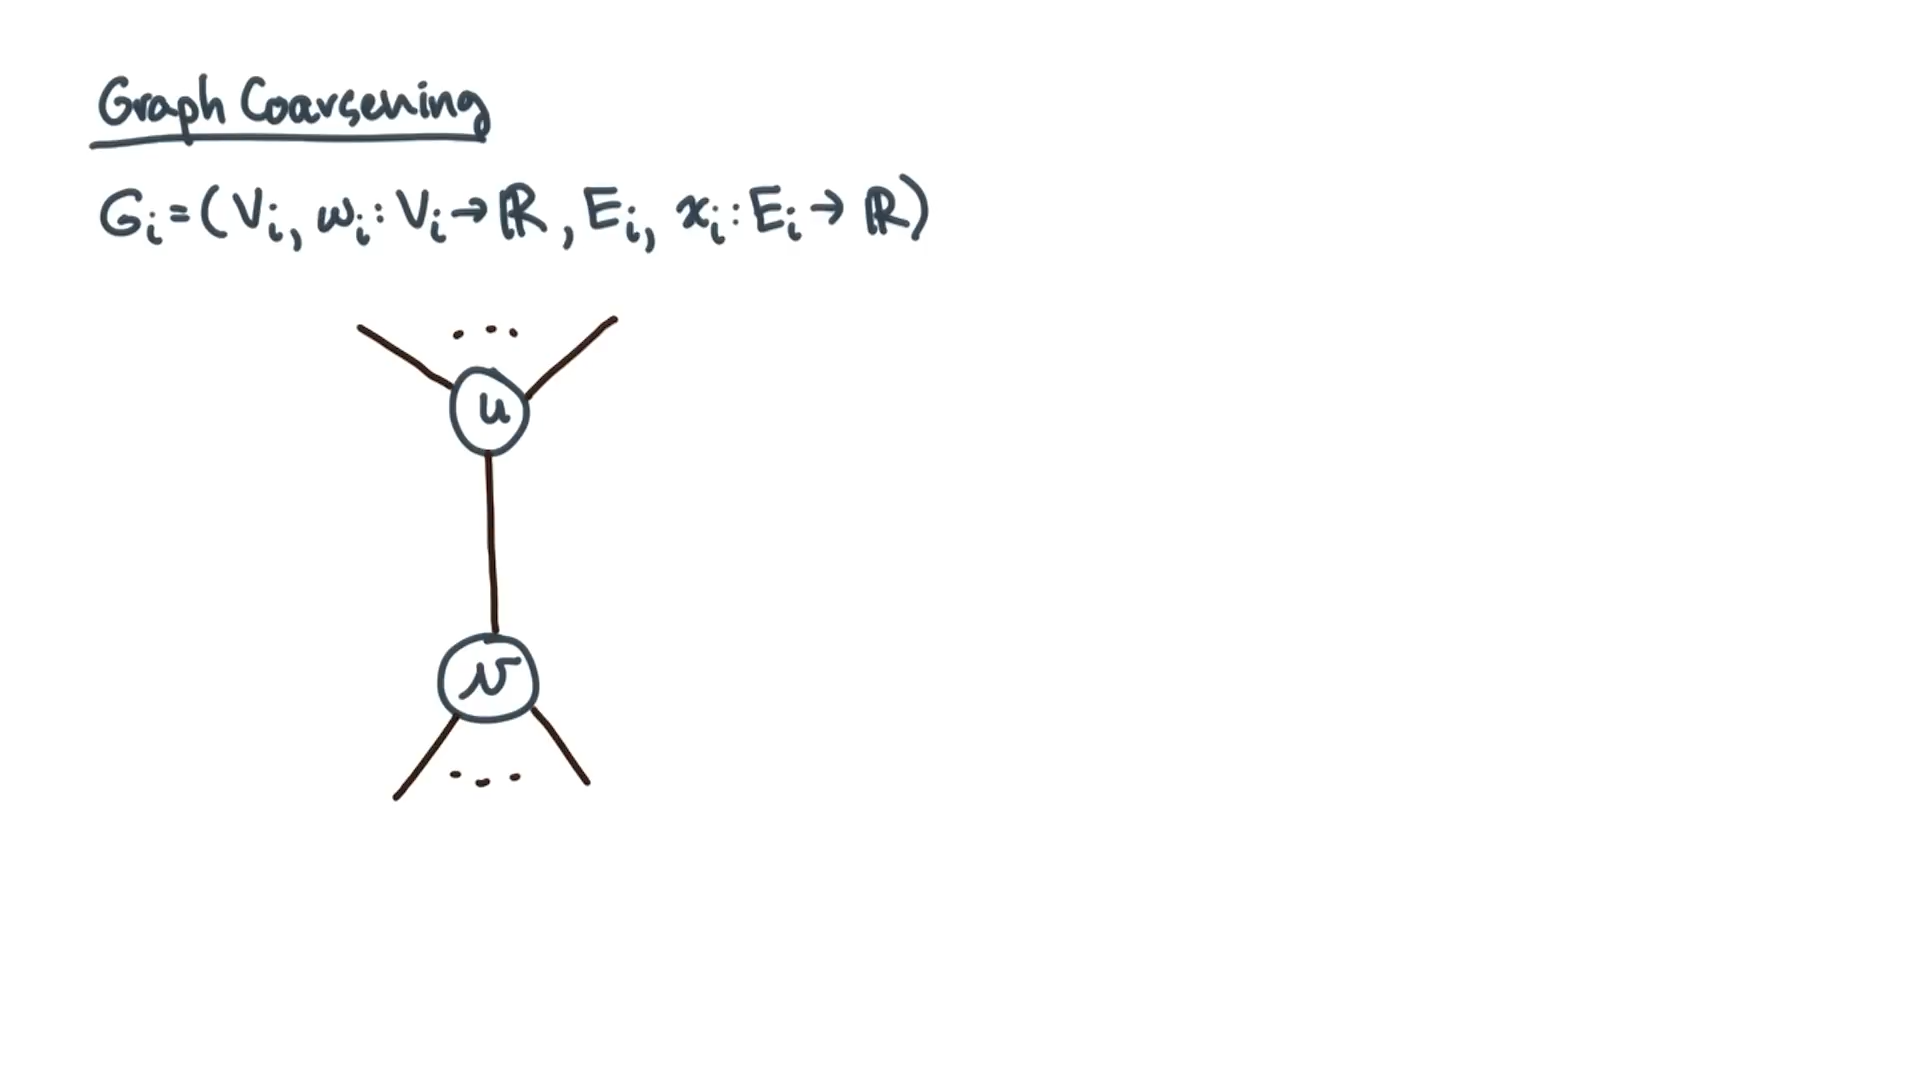 Graph Coarsening
G_i = (V_i, w_i : V_i → ℝ, E_i, x_i : E_i → ℝ)
...
u
v
...